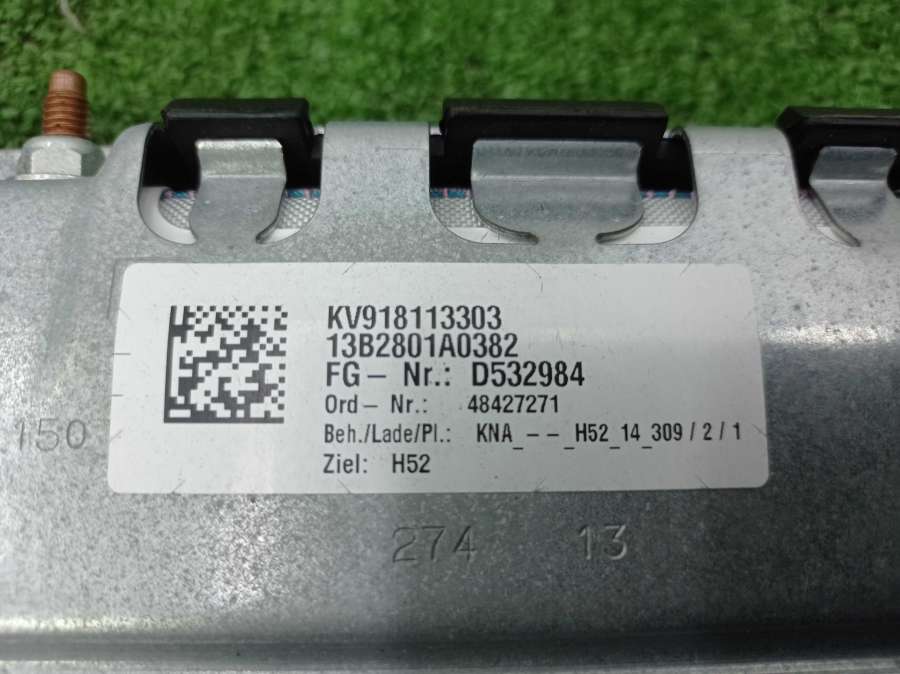 KV918113303
13B2801A0382
FG – Nr.: D532984
Ord – Nr.: 48427271
Beh./Lade/Pl.: KNA_ – – _H52_14_309 / 2 / 1
Ziel: H52
150
274 13